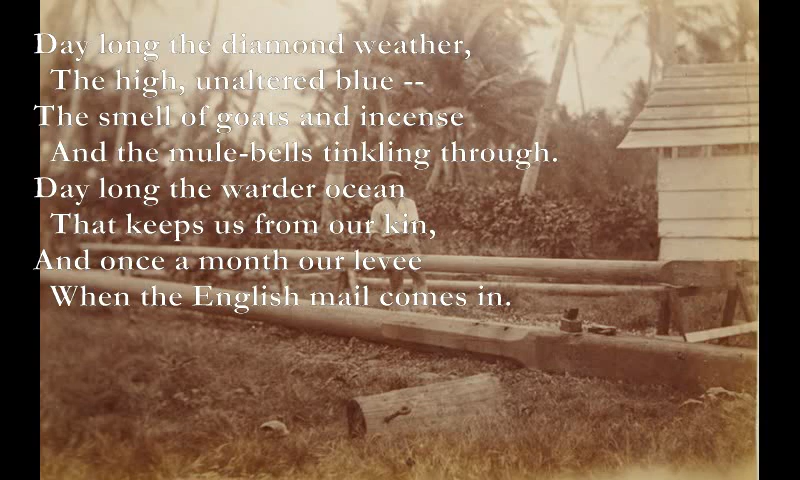 Day long the diamond weather,
The high, unaltered blue --
The smell of goats and incense
And the mule-bells tinkling through.
Day long the warder ocean
That keeps us from our kin,
And once a month our levee
When the English mail comes in.